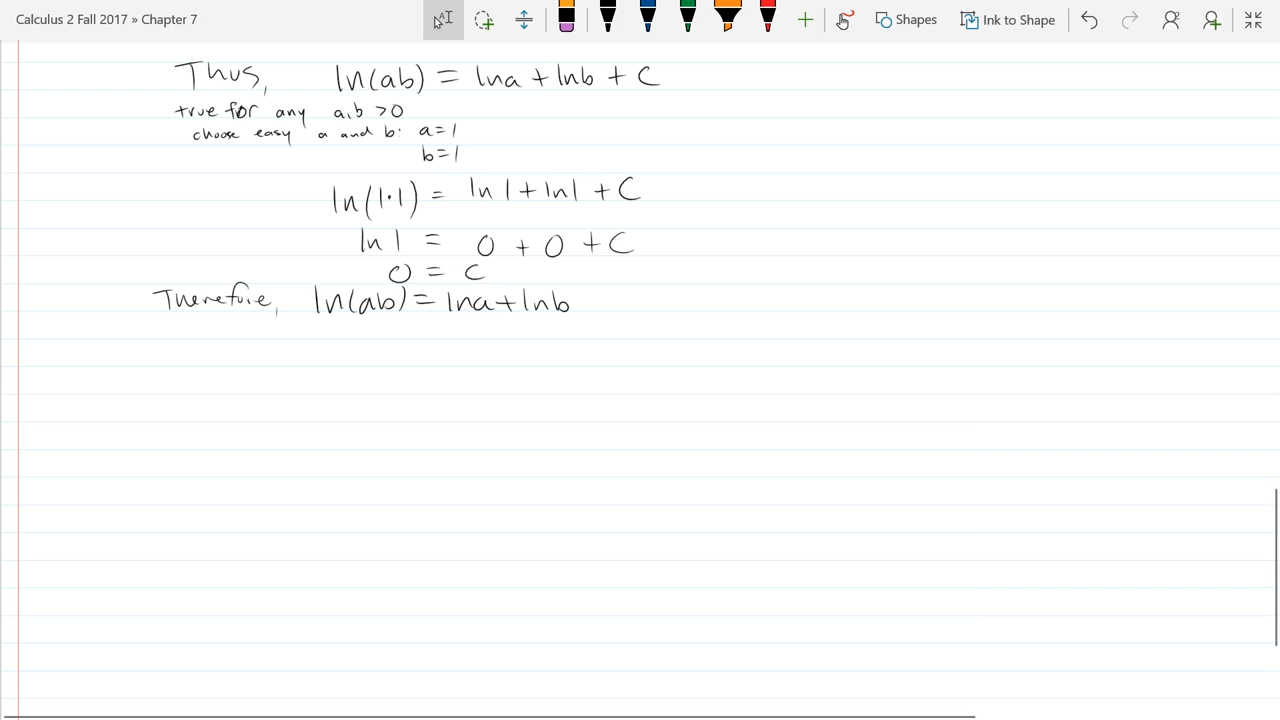 Calculus 2 Fall 2017 » Chapter 7
Shapes
Ink to Shape
Thus, ln(ab) = lna + lnb + C
true for any a,b >0
choose easy a and b: a=1
b=1
ln(1·1) = ln1 + ln1 + C
ln1 = 0 + 0 + C
0 = C
Therefore, ln(ab) = lna + lnb